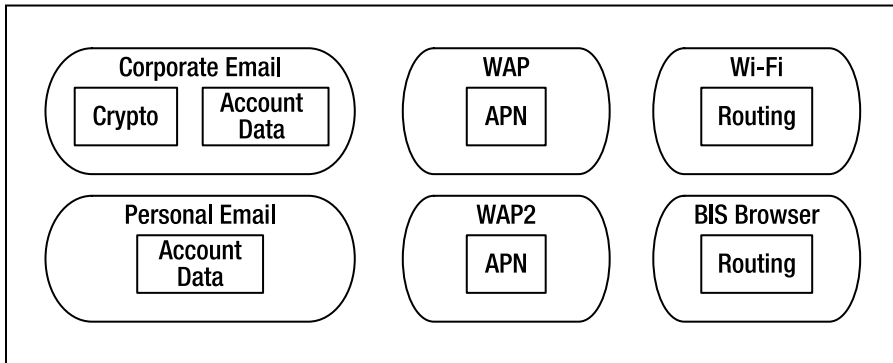 Corporate Email
Crypto
Account
Data
WAP
APN
Wi-Fi
Routing
Personal Email
Account
Data
WAP2
APN
BIS Browser
Routing